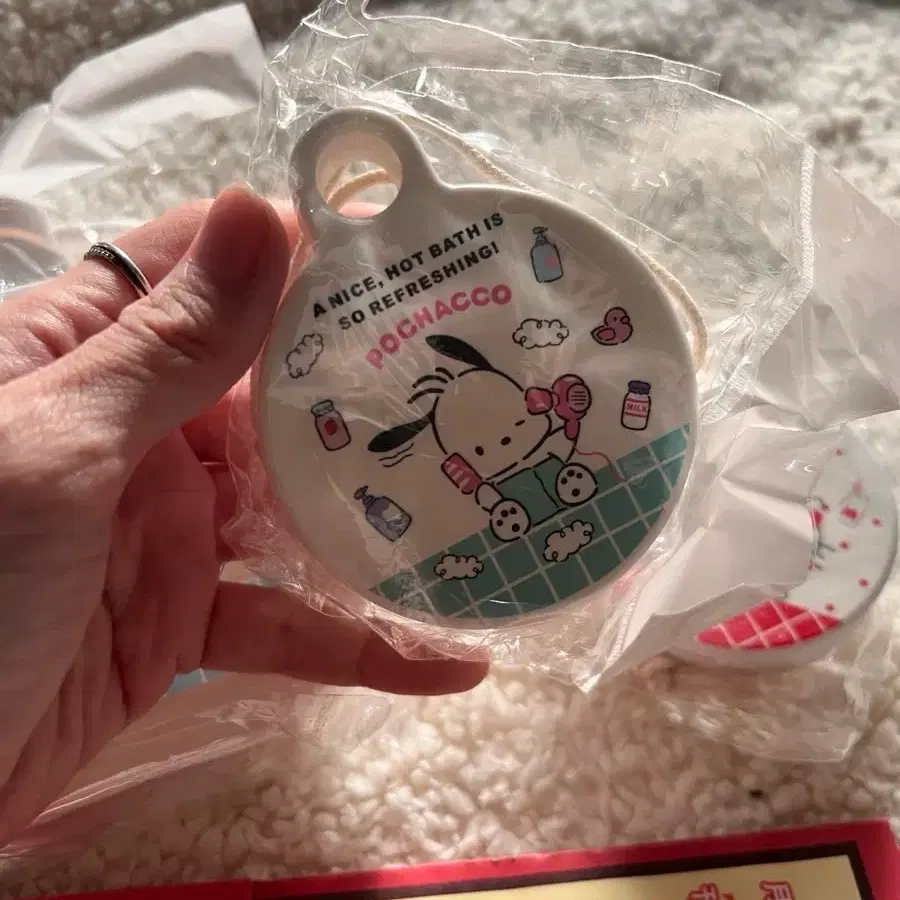 A NICE, HOT BATH IS
SO REFRESHING!
POCHACCO
MILK